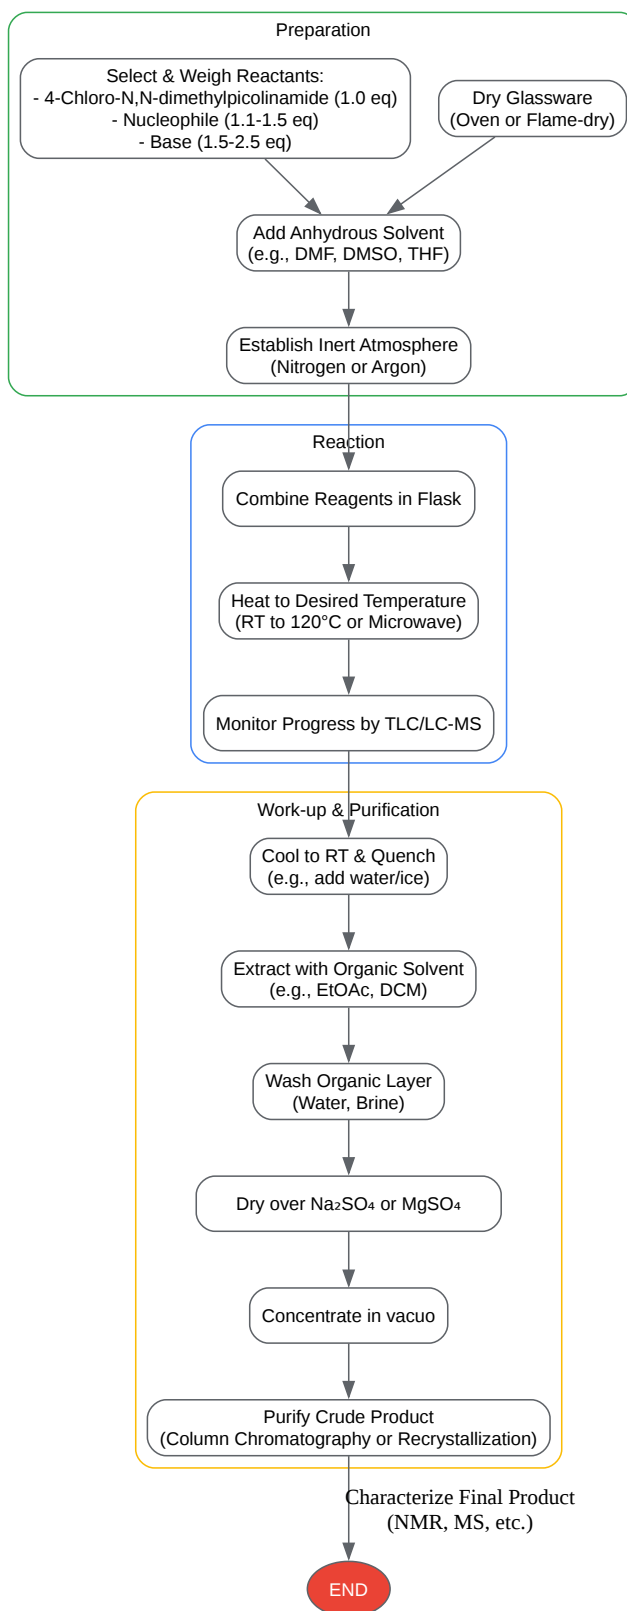 Preparation
Select & Weigh Reactants:
- 4-Chloro-N,N-dimethylpicolinamide (1.0 eq)
- Nucleophile (1.1-1.5 eq)
- Base (1.5-2.5 eq)
Dry Glassware
(Oven or Flame-dry)
Add Anhydrous Solvent
(e.g., DMF, DMSO, THF)
Establish Inert Atmosphere
(Nitrogen or Argon)
Reaction
Combine Reagents in Flask
Heat to Desired Temperature
(RT to 120°C or Microwave)
Monitor Progress by TLC/LC-MS
Work-up & Purification
Cool to RT & Quench
(e.g., add water/ice)
Extract with Organic Solvent
(e.g., EtOAc, DCM)
Wash Organic Layer
(Water, Brine)
Dry over Na₂SO₄ or MgSO₄
Concentrate in vacuo
Purify Crude Product
(Column Chromatography or Recrystallization)
Characterize Final Product
(NMR, MS, etc.)
END